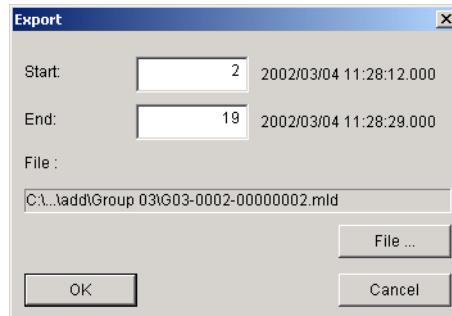 Export
Start: 2 2002/03/04 11:28:12.000
End: 19 2002/03/04 11:28:29.000
File :
C:\...\add\Group 03\G03-0002-00000002.mld
File ...
OK Cancel